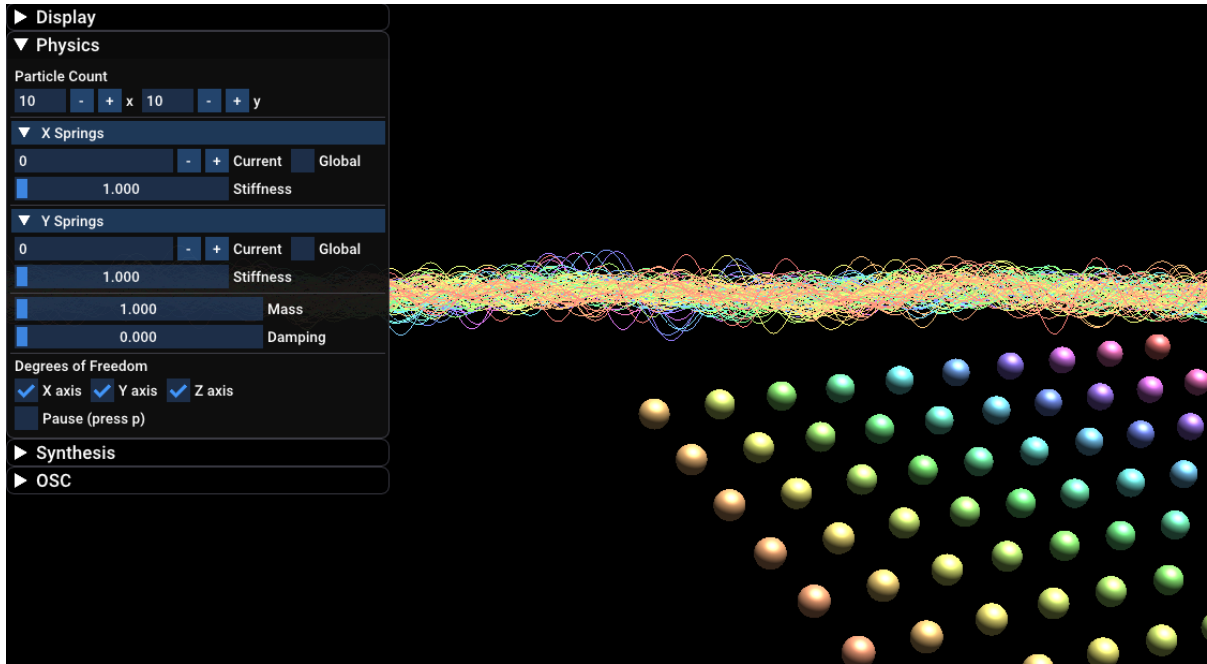 Display
Physics
Particle Count
10 - + x 10 - + y
X Springs
0 - + Current Global
1.000 Stiffness
Y Springs
0 - + Current Global
1.000 Stiffness
1.000 Mass
0.000 Damping
Degrees of Freedom
X axis Y axis Z axis
Pause (press p)
Synthesis
OSC